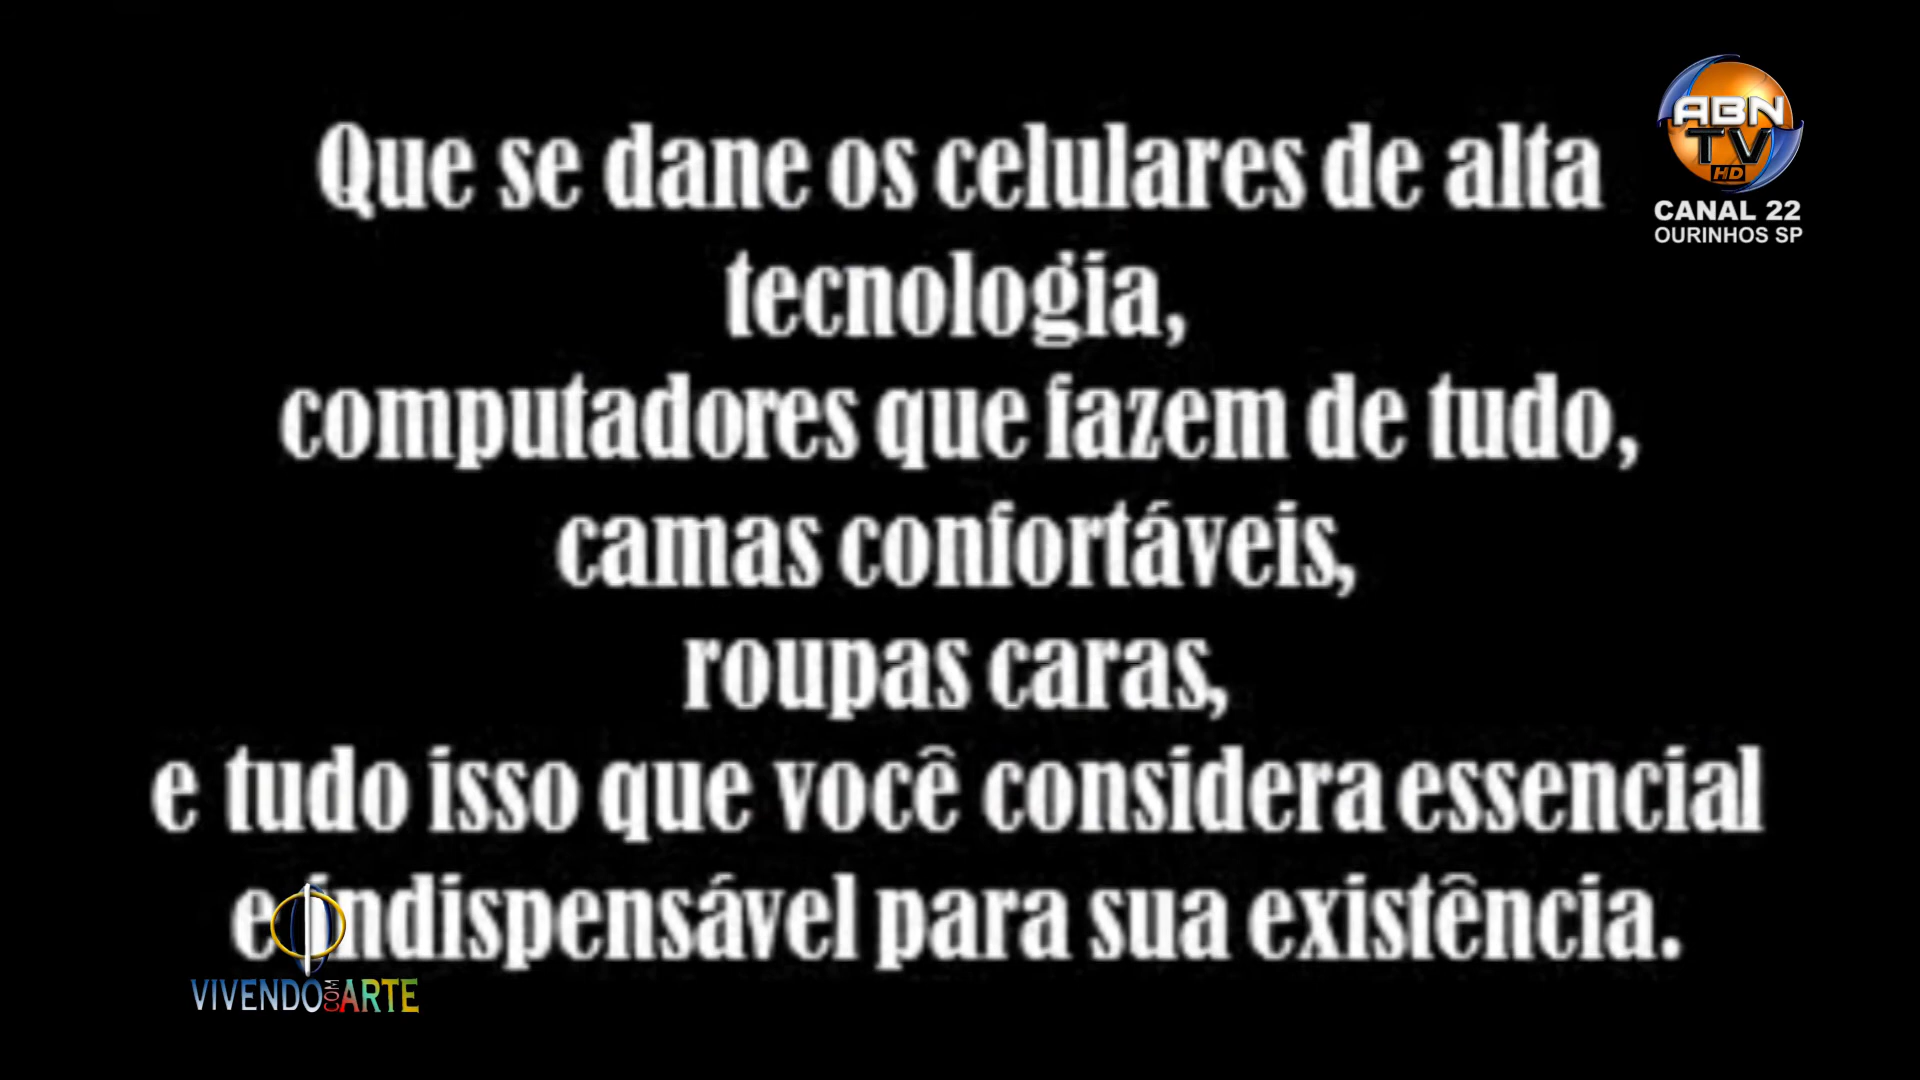 Que se dane os celulares de alta
tecnologia,
computadores que fazem de tudo,
camas confortáveis,
roupas caras,
e tudo isso que você considera essencial
e indispensável para sua existência.
ABN
TV
HD
CANAL 22
OURINHOS SP
VIVENDO COM ARTE